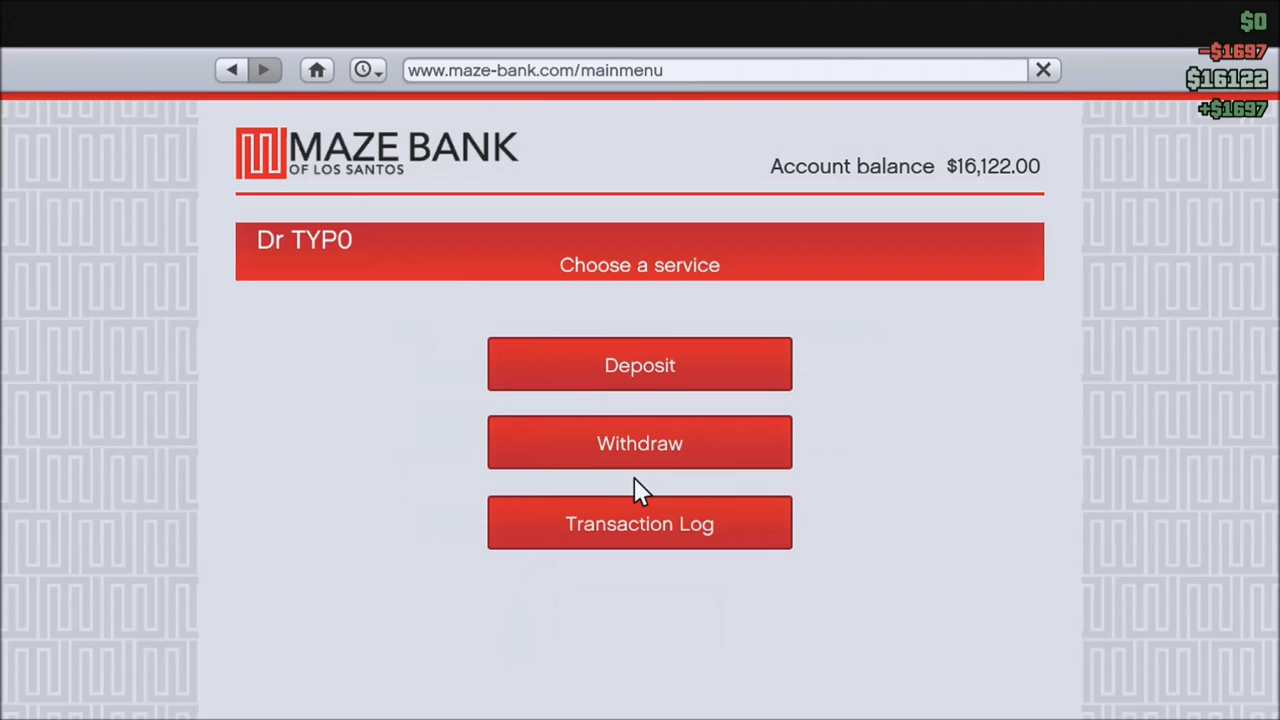 $0
-$1697
www.maze-bank.com/mainmenu
$16122
+$1697
MAZE BANK
OF LOS SANTOS
Account balance $16,122.00
Dr TYP0
Choose a service
Deposit
Withdraw
Transaction Log